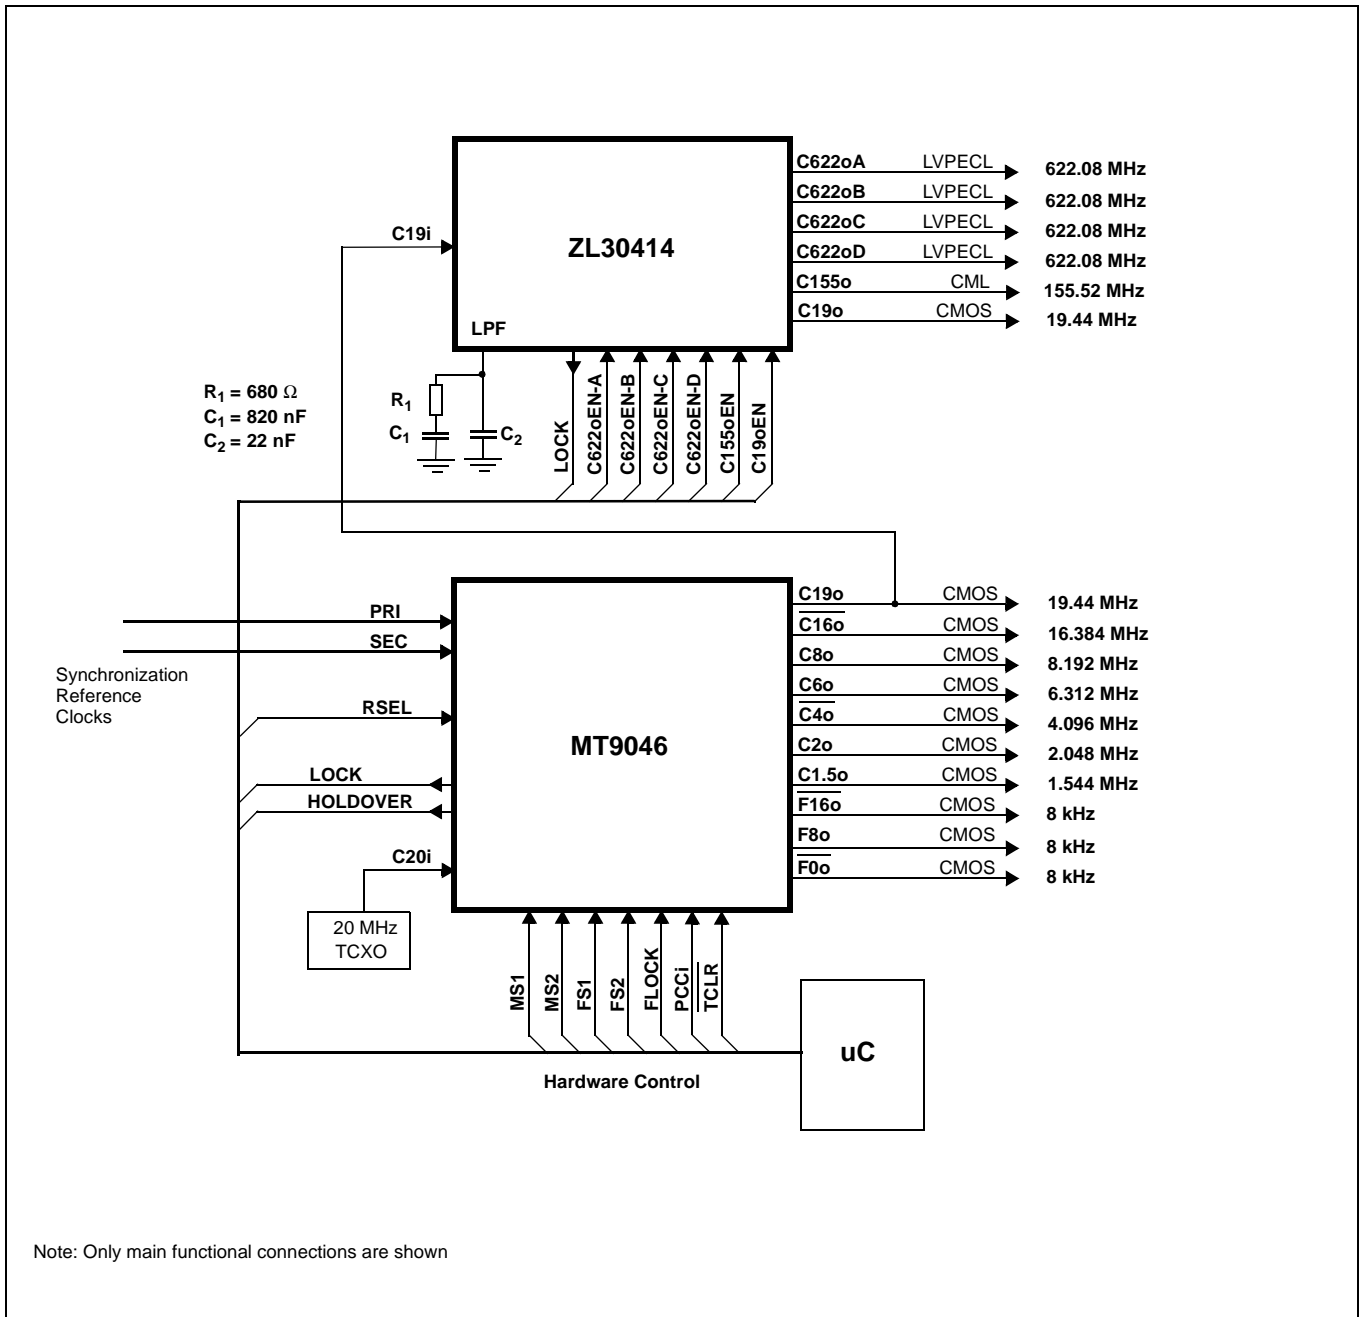 C622oA LVPECL 622.08 MHz
C622oB LVPECL 622.08 MHz
C622oC LVPECL 622.08 MHz
C622oD LVPECL 622.08 MHz
C155o CML 155.52 MHz
C19o CMOS 19.44 MHz
C19i
ZL30414
LPF
R1 = 680 Ω
C1 = 820 nF
C2 = 22 nF
R1
C1
C2
LOCK
C622oEN-A
C622oEN-B
C622oEN-C
C622oEN-D
C155oEN
C19oEN
PRI
SEC
Synchronization
Reference
Clocks
RSEL
LOCK
HOLDOVER
C20i
20 MHz
TCXO
MT9046
C19o CMOS 19.44 MHz
C16o CMOS 16.384 MHz
C8o CMOS 8.192 MHz
C6o CMOS 6.312 MHz
C4o CMOS 4.096 MHz
C2o CMOS 2.048 MHz
C1.5o CMOS 1.544 MHz
F16o CMOS 8 kHz
F8o CMOS 8 kHz
F0o CMOS 8 kHz
MS1
MS2
FS1
FS2
FLOCK
PCCi
TCLR
uC
Hardware Control
Note: Only main functional connections are shown